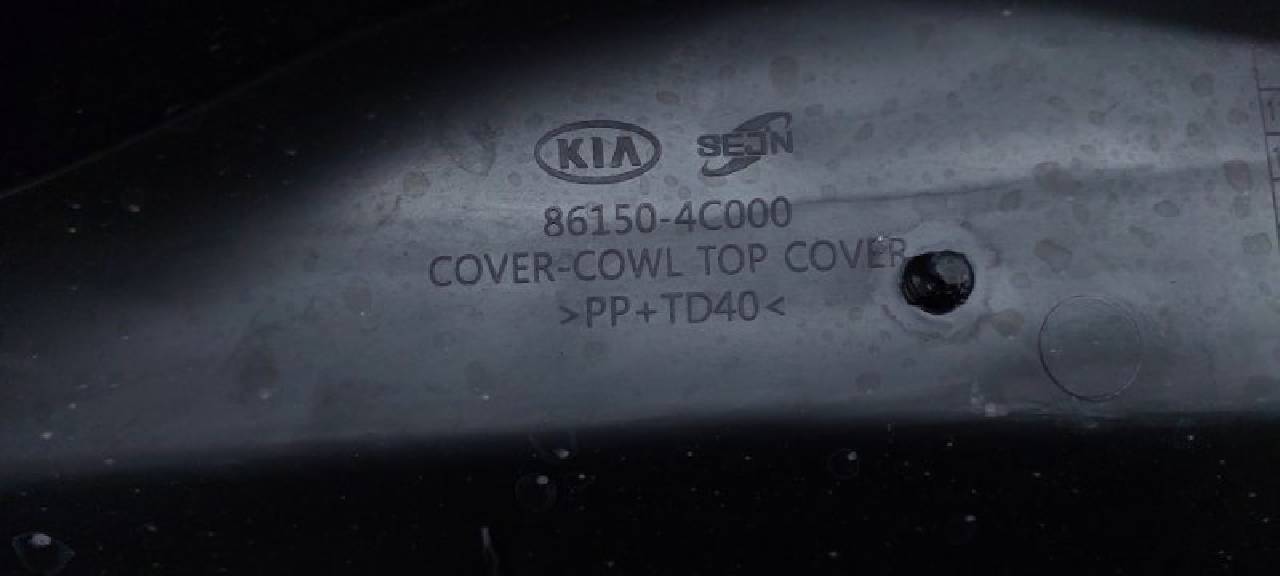 KIA SEJN
86150-4C000
COVER-COWL TOP COVER
>PP+TD40<